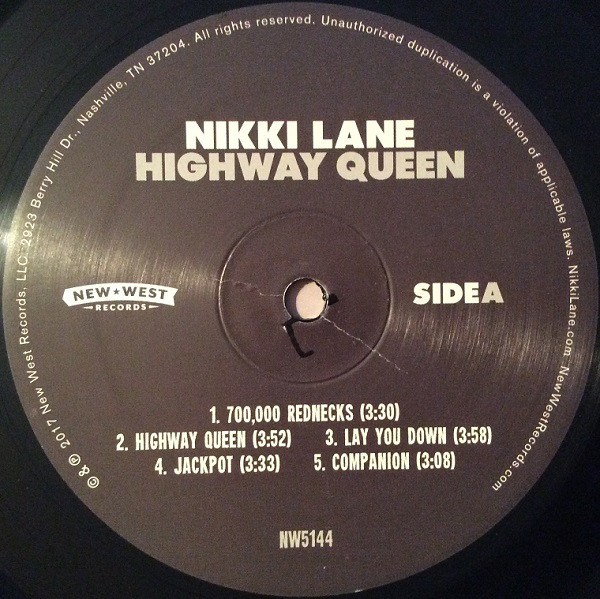 © & ℗ 2017 New West Records, LLC. 2923 Berry Hill Dr., Nashville, TN 37204. All rights reserved. Unauthorized duplication is a violation of applicable laws. NikkiLane.com NewWestRecords.com
NIKKI LANE
HIGHWAY QUEEN
NEW★WEST
RECORDS
SIDE A
1. 700,000 REDNECKS (3:30)
2. HIGHWAY QUEEN (3:52) 3. LAY YOU DOWN (3:58)
4. JACKPOT (3:33) 5. COMPANION (3:08)
NW5144